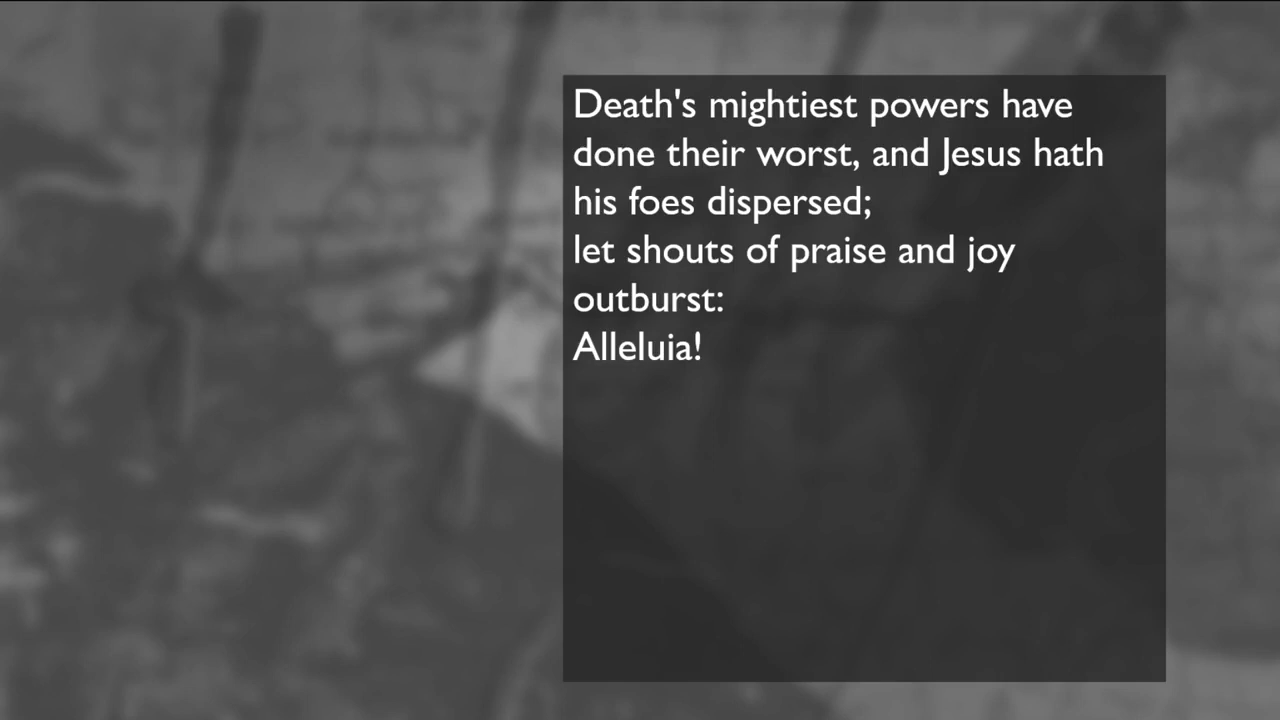 Death's mightiest powers have
done their worst, and Jesus hath
his foes dispersed;
let shouts of praise and joy
outburst:
Alleluia!